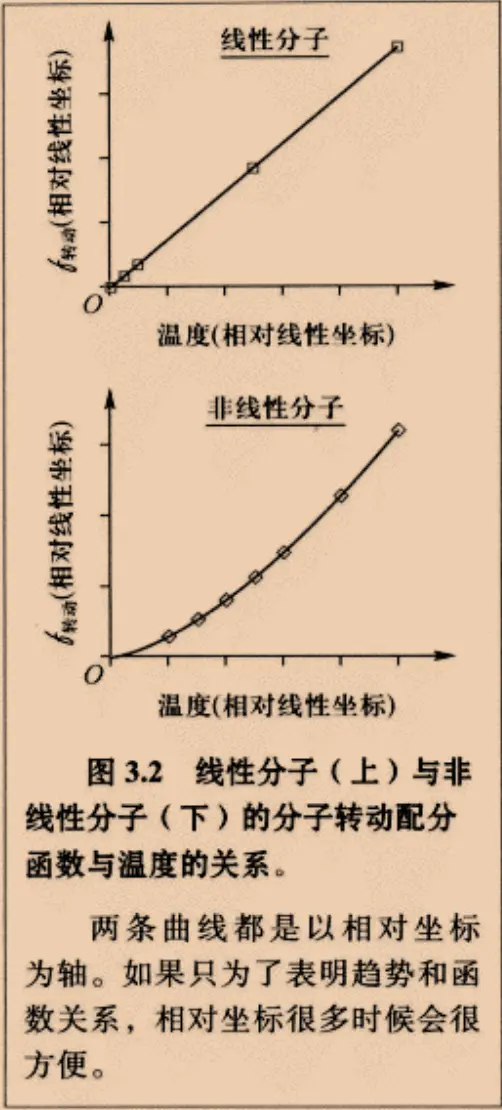 线性分子
f转动(相对线性坐标)
O
温度(相对线性坐标)
非线性分子
f转动(相对线性坐标)
O
温度(相对线性坐标)
图 3.2 线性分子（上）与非
线性分子（下）的分子转动配分
函数与温度的关系。
两条曲线都是以相对坐标
为轴。如果只为了表明趋势和函
数关系，相对坐标很多时候会很
方便。